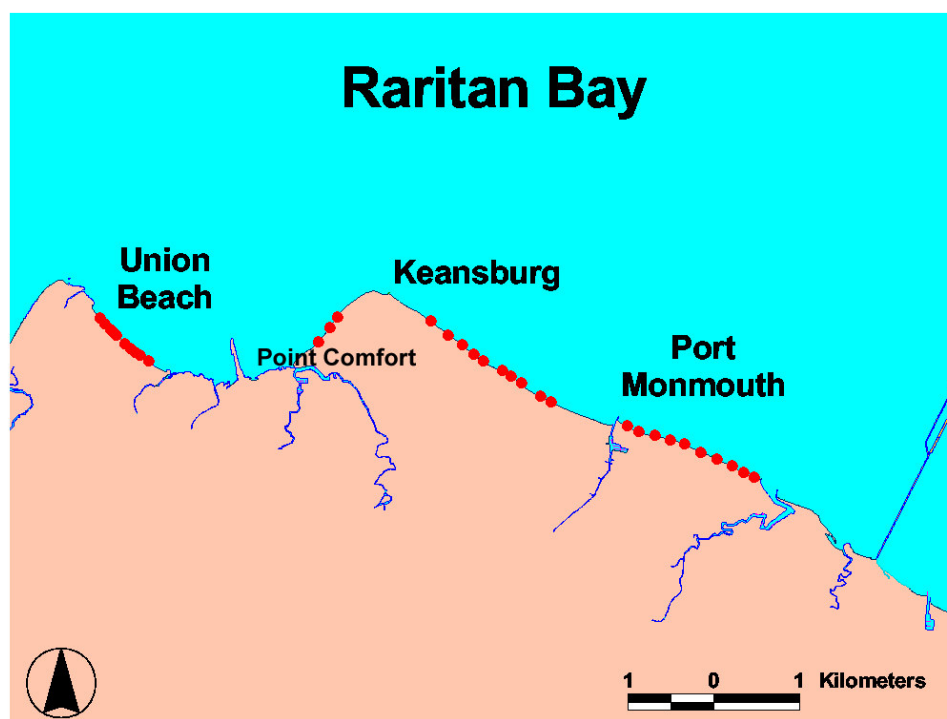 Raritan Bay
Union
Beach
Keansburg
Point Comfort
Port
Monmouth
1 0 1 Kilometers